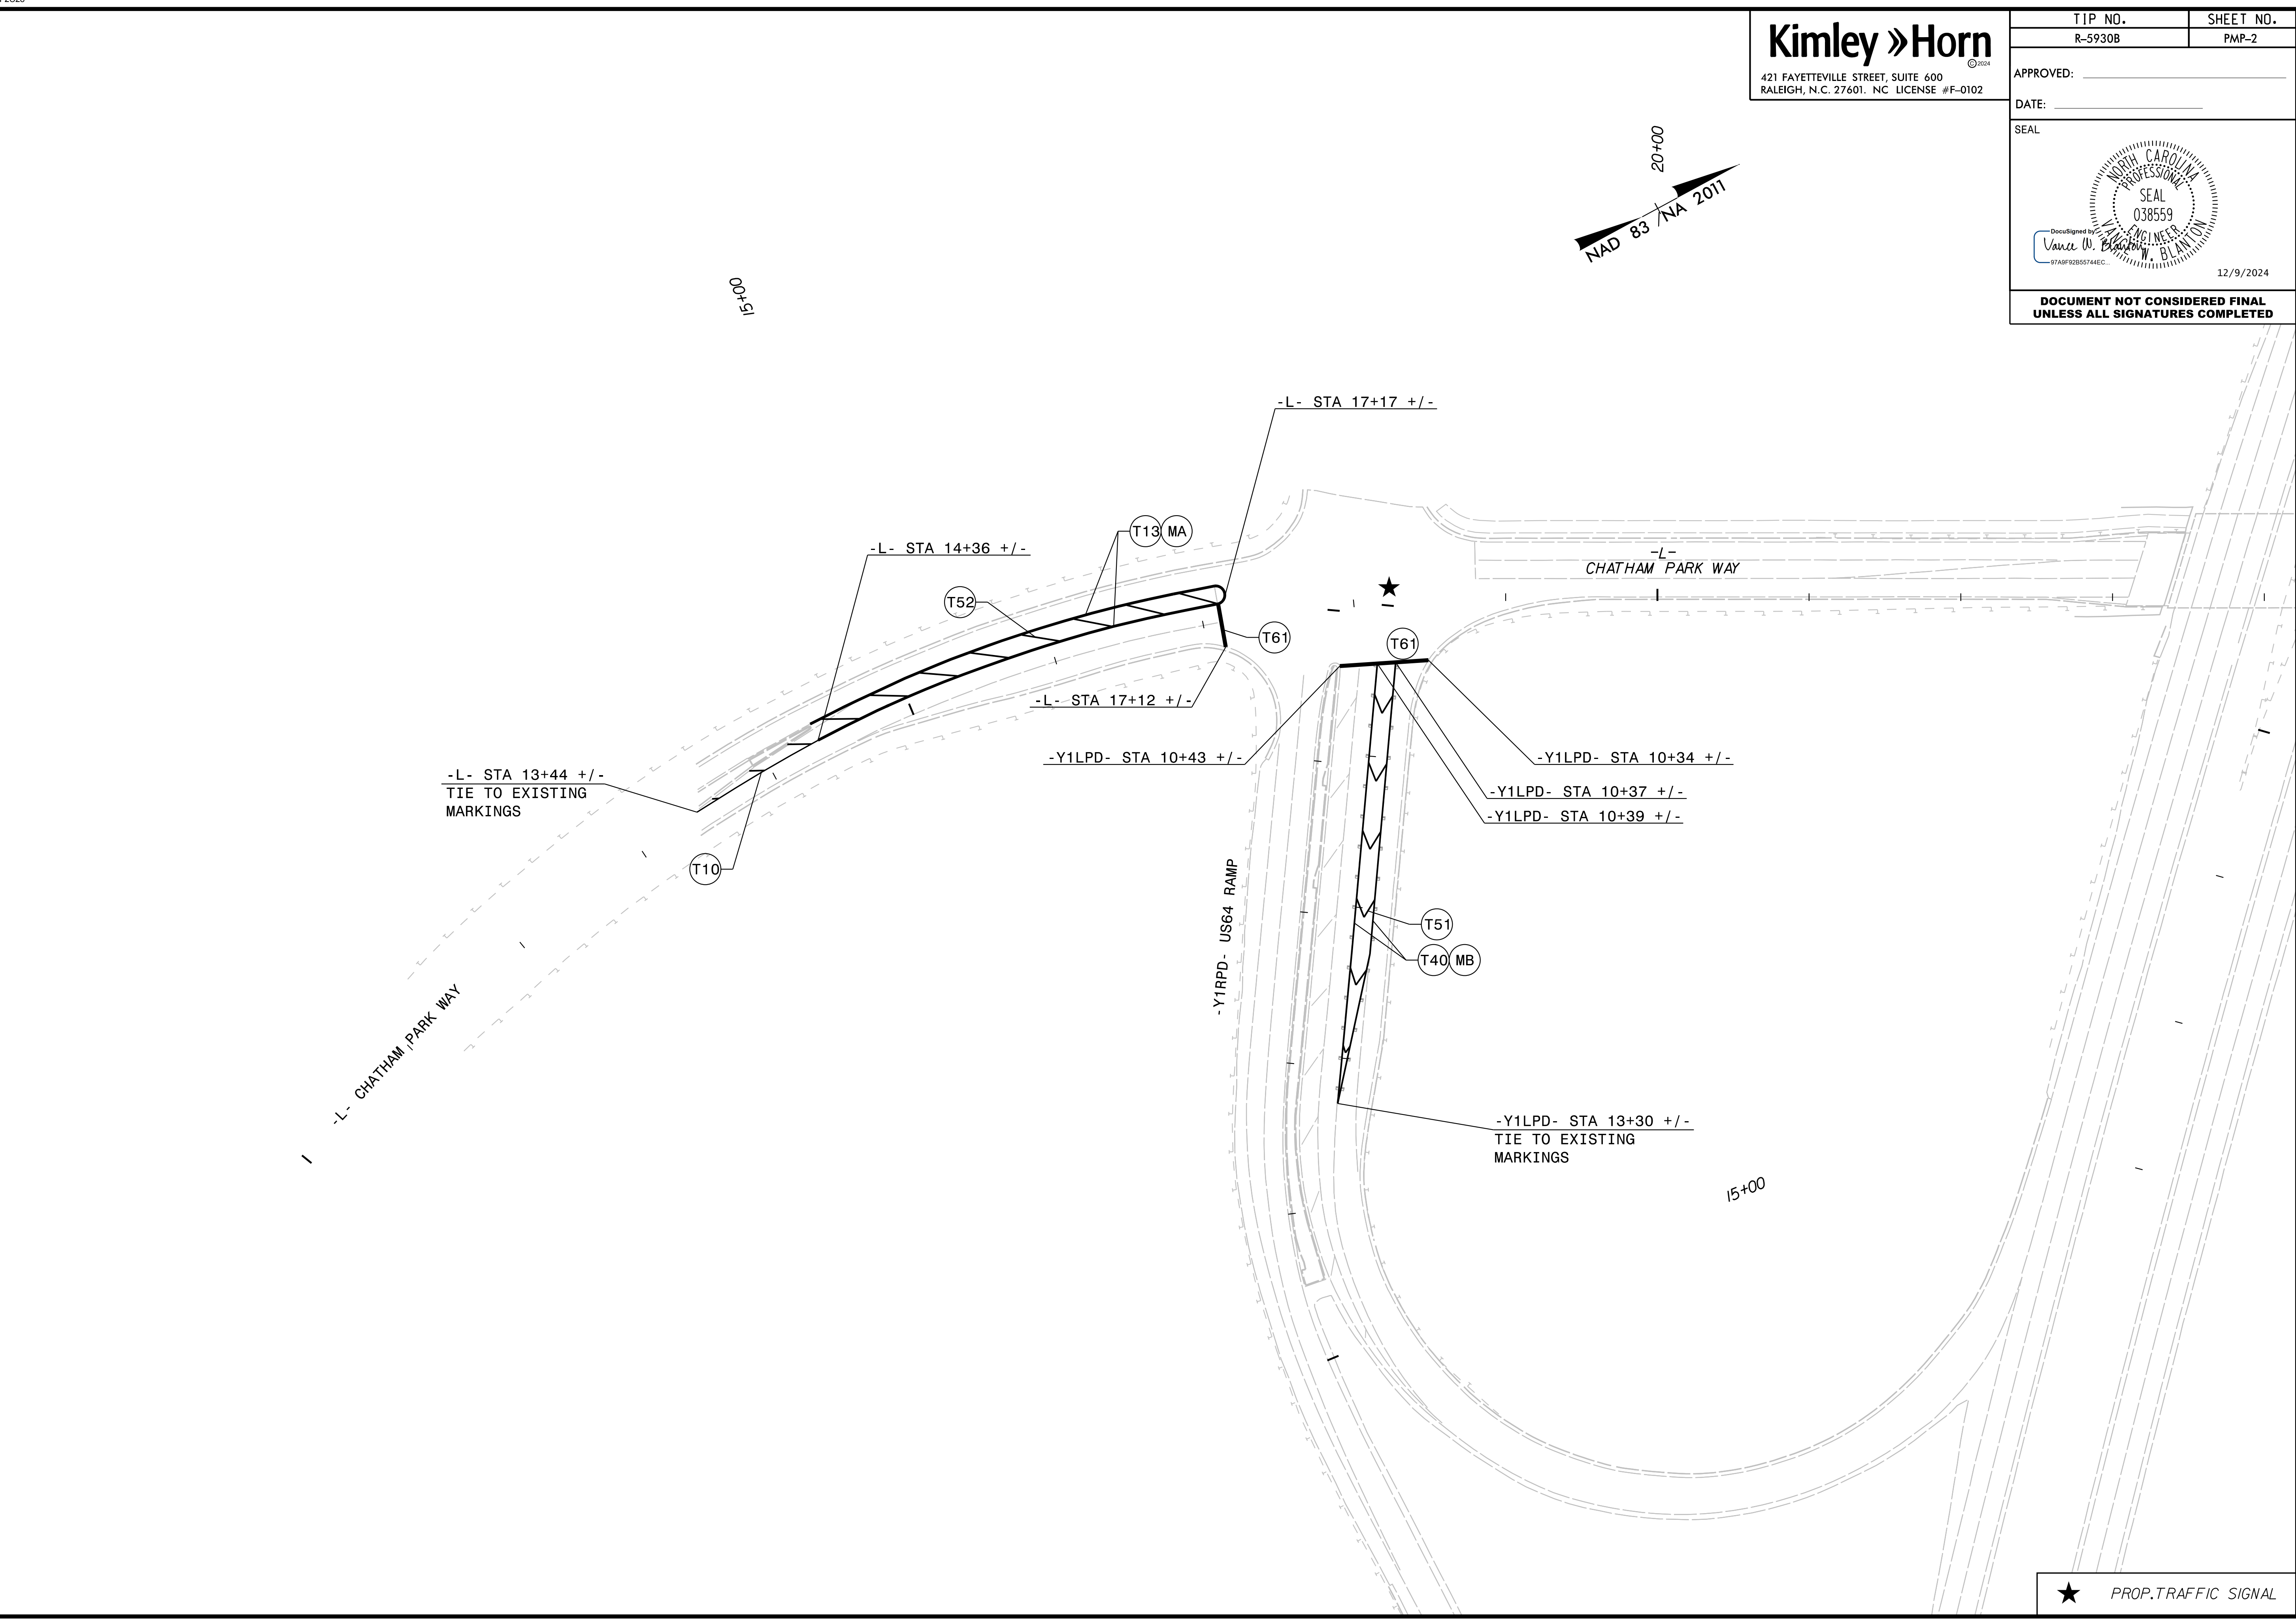 Kimley»Horn
©2024
421 FAYETTEVILLE STREET, SUITE 600
RALEIGH, N.C. 27601. NC LICENSE #F-0102
TIP NO.
SHEET NO.
R-5930B
PMP-2
APPROVED:
DATE:
SEAL
NORTH CAROLINA
PROFESSIONAL
SEAL
038559
ENGINEER
VANCE W. BLANTON
DocuSigned by
Vance W. Blanton
97A9F92B55744EC...
12/9/2024
DOCUMENT NOT CONSIDERED FINAL
UNLESS ALL SIGNATURES COMPLETED
20+00
NAD 83 /NA 2011
15+00
-L- STA 17+17 +/-
T13 MA
-L- STA 14+36 +/-
T52
-L-
CHATHAM PARK WAY
T61
T61
-L- STA 17+12 +/-
-Y1LPD- STA 10+43 +/-
-Y1LPD- STA 10+34 +/-
-Y1LPD- STA 10+37 +/-
-Y1LPD- STA 10+39 +/-
-L- STA 13+44 +/-
TIE TO EXISTING
MARKINGS
T10
-Y1RPD- US64 RAMP
T51
T40 MB
-L- CHATHAM PARK WAY
-Y1LPD- STA 13+30 +/-
TIE TO EXISTING
MARKINGS
15+00
★ PROP.TRAFFIC SIGNAL